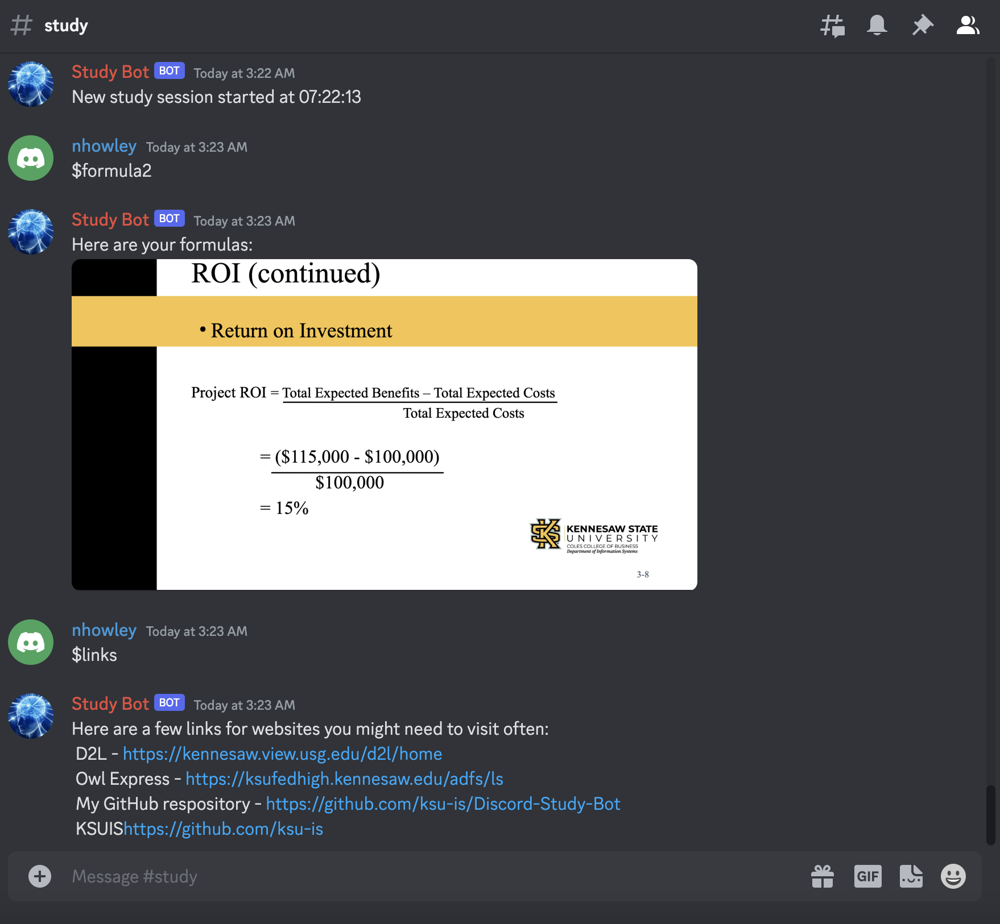 study
Study Bot BOT Today at 3:22 AM
New study session started at 07:22:13
nhowley Today at 3:23 AM
$formula2
Study Bot BOT Today at 3:23 AM
Here are your formulas:
ROI (continued)
• Return on Investment
Project ROI = Total Expected Benefits – Total Expected Costs
Total Expected Costs
= ($115,000 - $100,000)
$100,000
= 15%
KENNESAW STATE
UNIVERSITY
COLES COLLEGE OF BUSINESS
Department of Information Systems
3-8
nhowley Today at 3:23 AM
$links
Study Bot BOT Today at 3:23 AM
Here are a few links for websites you might need to visit often:
D2L - https://kennesaw.view.usg.edu/d2l/home
Owl Express - https://ksufedhigh.kennesaw.edu/adfs/ls
My GitHub respository - https://github.com/ksu-is/Discord-Study-Bot
KSUIShttps://github.com/ksu-is
Message #study
GIF